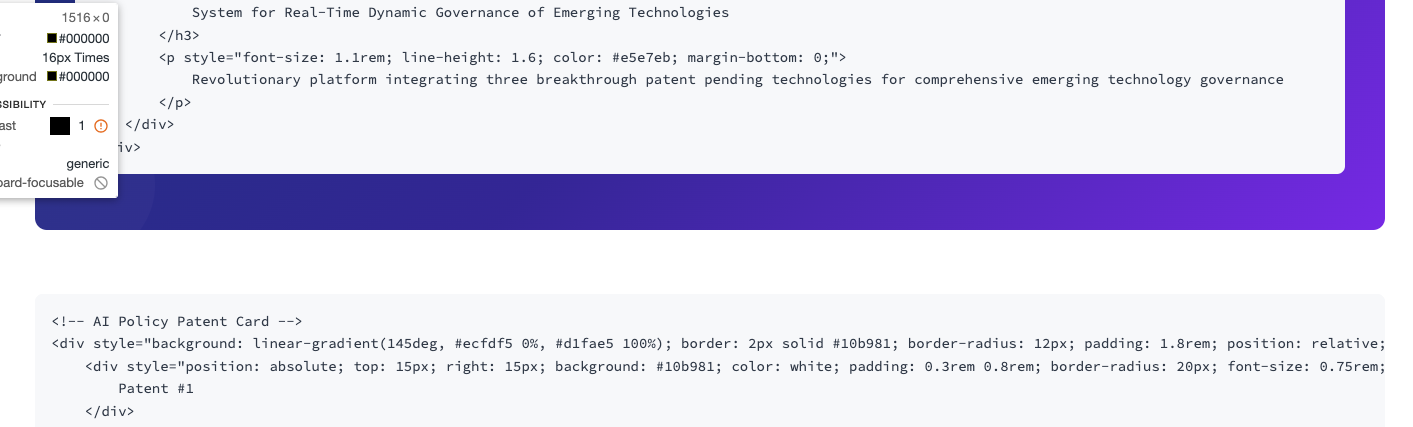 System for Real-Time Dynamic Governance of Emerging Technologies
</h3>
<p style="font-size: 1.1rem; line-height: 1.6; color: #e5e7eb; margin-bottom: 0;">
Revolutionary platform integrating three breakthrough patent pending technologies for comprehensive emerging technology governance
</p>
</div>
iv>
1516×0
#000000
16px Times
ground #000000
SSIBILITY
ast 1
generic
oard-focusable
<!-- AI Policy Patent Card -->
<div style="background: linear-gradient(145deg, #ecfdf5 0%, #d1fae5 100%); border: 2px solid #10b981; border-radius: 12px; padding: 1.8rem; position: relative;
<div style="position: absolute; top: 15px; right: 15px; background: #10b981; color: white; padding: 0.3rem 0.8rem; border-radius: 20px; font-size: 0.75rem;
Patent #1
</div>